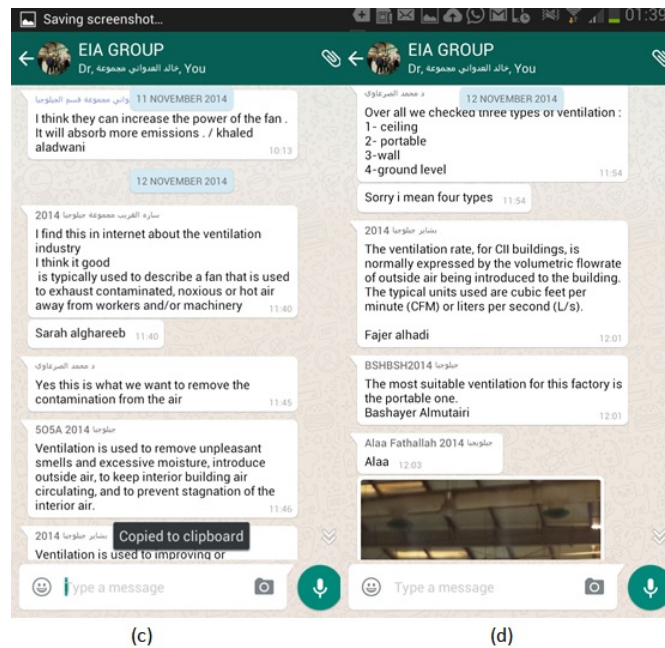 Saving screenshot...
EIA GROUP
Dr, خالد العدواني مجموعة, You
11 NOVEMBER 2014
I think they can increase the power of the fan .
It will absorb more emissions . / khaled
aladwani
10:13
12 NOVEMBER 2014
ساره الغريب مجموعة جيلوجيا 2014
I find this in internet about the ventilation
industry
I think it good
is typically used to describe a fan that is used
to exhaust contaminated, noxious or hot air
away from workers and/or machinery
11:40
Sarah alghareeb 11:40
د محمد الصرعاوي
Yes this is what we want to remove the
contamination from the air
11:45
SOSA 2014 جيلوجيا
Ventilation is used to remove unpleasant
smells and excessive moisture, introduce
outside air, to keep interior building air
circulating, and to prevent stagnation of the
interior air.
11:46
بشاير جيلوجيا 2014
Copied to clipboard
Ventilation is used to improving or
Type a message
(c)
01:39
EIA GROUP
Dr, خالد العدواني مجموعة, You
د محمد الصرعاوي
12 NOVEMBER 2014
Over all we checked three types of ventilation :
1- ceiling
2- portable
3-wall
4-ground level
11:54
Sorry i mean four types 11:54
بشاير جيلوجيا 2014
The ventilation rate, for CII buildings, is
normally expressed by the volumetric flowrate
of outside air being introduced to the building.
The typical units used are cubic feet per
minute (CFM) or liters per second (L/s).
Fajer alhadi
12:01
BSHBSH2014 جيلوجيا
The most suitable ventilation for this factory is
the portable one.
Bashayer Almutairi
12:01
Alaa Fathallah 2014 جيلوجيا
Alaa 12:03
Type a message
(d)